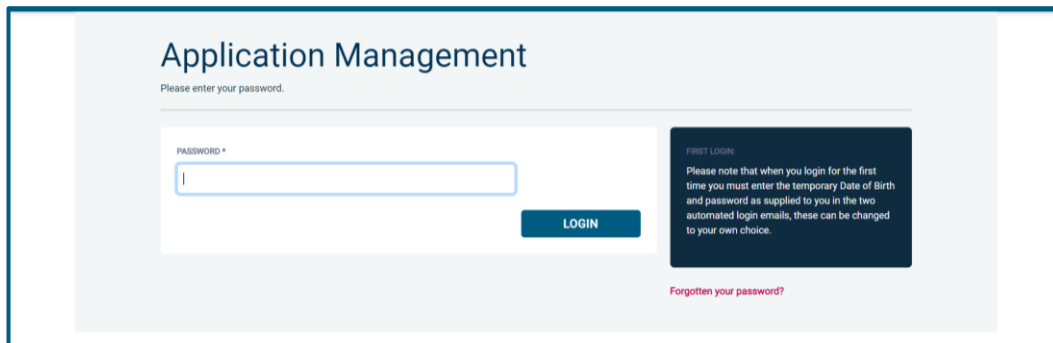 Application Management
Please enter your password.
PASSWORD *
LOGIN
FIRST LOGIN:
Please note that when you login for the first
time you must enter the temporary Date of Birth
and password as supplied to you in the two
automated login emails, these can be changed
to your own choice.
Forgotten your password?